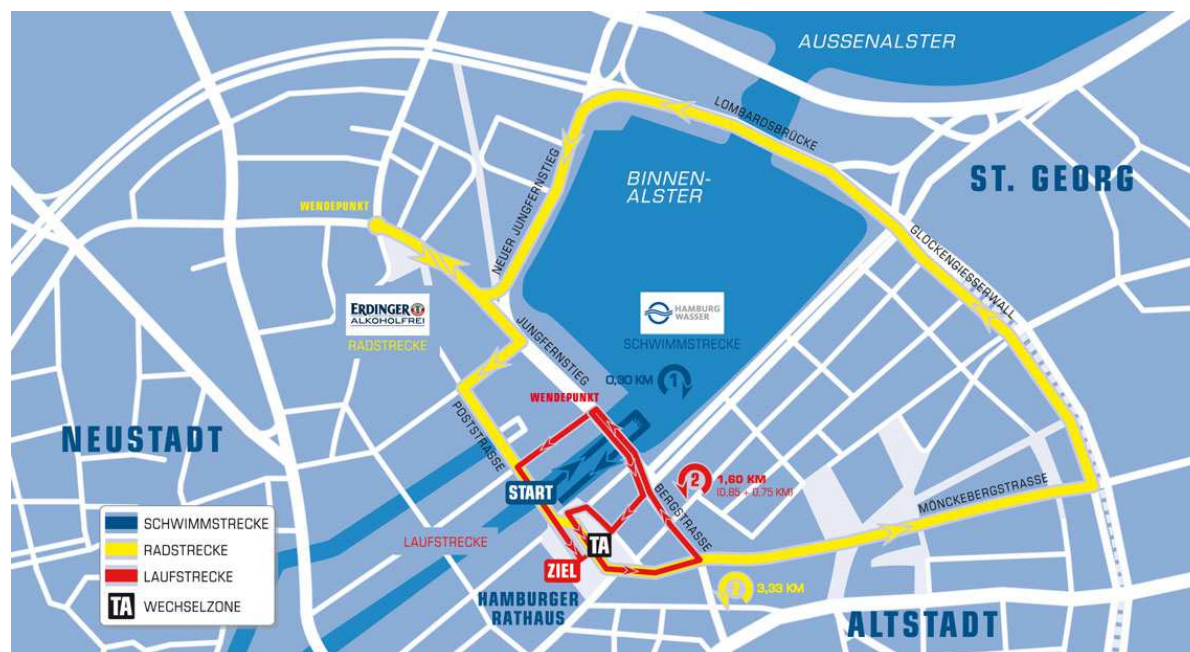 AUSSENALSTER
LOMBARDSBRÜCKE
BINNEN-
ALSTER
ST. GEORG
WENDEPUNKT
NEUER JUNGFERNSTIEG
GLOCKENGIESSERWALL
ERDINGER
ALKOHOLFREI
RADSTRECKE
HAMBURG
WASSER
SCHWIMMSTRECKE
JUNGFERNSTIEG
0,30 KM 1
WENDEPUNKT
NEUSTADT
POSTSTRASSE
START
BERGSTRASSE
2 1,60 KM
(0,85 + 0,75 KM)
MÖNCKEBERGSTRASSE
SCHWIMMSTRECKE
RADSTRECKE
LAUFSTRECKE
TA WECHSELZONE
LAUFSTRECKE
TA
ZIEL
HAMBURGER
RATHAUS
2 3,33 KM
ALTSTADT